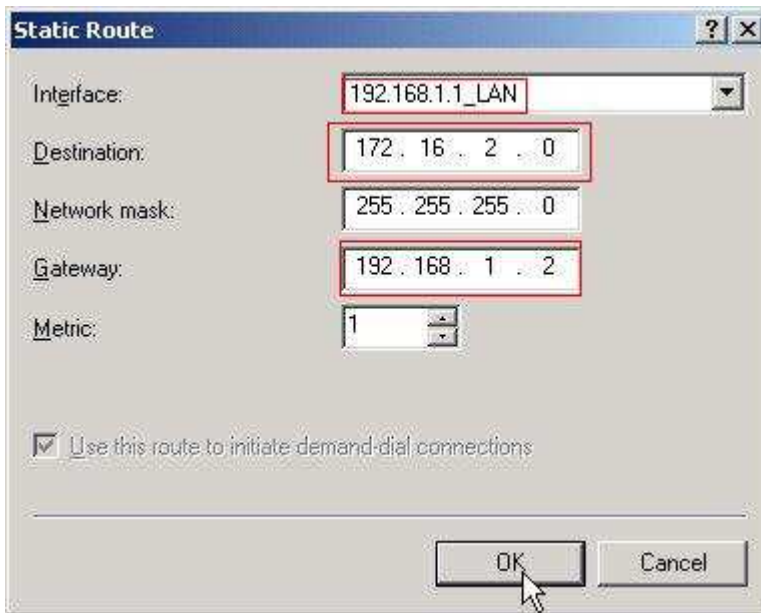 Static Route
Interface: 192.168.1.1_LAN
Destination: 172 . 16 . 2 . 0
Network mask: 255 . 255 . 255 . 0
Gateway: 192 . 168 . 1 . 2
Metric: 1
Use this route to initiate demand-dial connections
OK Cancel